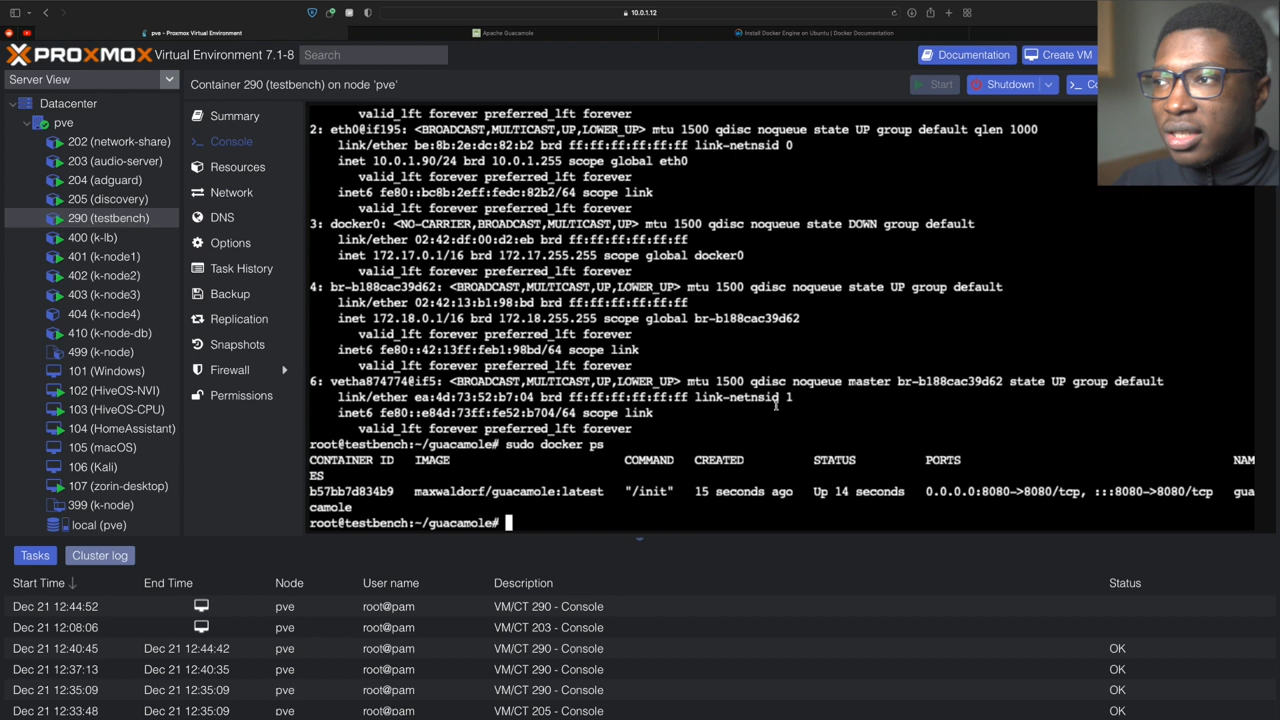 10.0.1.12
pve - Proxmox Virtual Environment
Apache Guacamole
Install Docker Engine on Ubuntu | Docker Documentation
PROXMOX Virtual Environment 7.1-8
Search
Documentation
Create VM
Server View
Container 290 (testbench) on node 'pve'
Start
Shutdown
Co
Datacenter
pve
202 (network-share)
203 (audio-server)
204 (adguard)
205 (discovery)
290 (testbench)
400 (k-lb)
401 (k-node1)
402 (k-node2)
403 (k-node3)
404 (k-node4)
410 (k-node-db)
499 (k-node)
101 (Windows)
102 (HiveOS-NVI)
103 (HiveOS-CPU)
104 (HomeAssistant)
105 (macOS)
106 (Kali)
107 (zorin-desktop)
399 (k-node)
local (pve)
Summary
Console
Resources
Network
DNS
Options
Task History
Backup
Replication
Snapshots
Firewall
Permissions
valid_lft forever preferred_lft forever
2: eth0@if195: <BROADCAST,MULTICAST,UP,LOWER_UP> mtu 1500 qdisc noqueue state UP group default qlen 1000
link/ether be:8b:2e:dc:82:b2 brd ff:ff:ff:ff:ff:ff link-netnsid 0
inet 10.0.1.90/24 brd 10.0.1.255 scope global eth0
valid_lft forever preferred_lft forever
inet6 fe80::bc8b:2eff:fedc:82b2/64 scope link
valid_lft forever preferred_lft forever
3: docker0: <NO-CARRIER,BROADCAST,MULTICAST,UP> mtu 1500 qdisc noqueue state DOWN group default
link/ether 02:42:df:00:d2:eb brd ff:ff:ff:ff:ff:ff
inet 172.17.0.1/16 brd 172.17.255.255 scope global docker0
valid_lft forever preferred_lft forever
4: br-b188cac39d62: <BROADCAST,MULTICAST,UP,LOWER_UP> mtu 1500 qdisc noqueue state UP group default
link/ether 02:42:13:b1:98:bd brd ff:ff:ff:ff:ff:ff
inet 172.18.0.1/16 brd 172.18.255.255 scope global br-b188cac39d62
valid_lft forever preferred_lft forever
inet6 fe80::42:13ff:feb1:98bd/64 scope link
valid_lft forever preferred_lft forever
6: vetha874774@if5: <BROADCAST,MULTICAST,UP,LOWER_UP> mtu 1500 qdisc noqueue master br-b188cac39d62 state UP group default
link/ether ea:4d:73:52:b7:04 brd ff:ff:ff:ff:ff:ff link-netnsid 1
inet6 fe80::e84d:73ff:fe52:b704/64 scope link
valid_lft forever preferred_lft forever
root@testbench:~/guacamole# sudo docker ps
CONTAINER ID IMAGE COMMAND CREATED STATUS PORTS NAM
ES
b57bb7d834b9 maxwaldorf/guacamole:latest "/init" 15 seconds ago Up 14 seconds 0.0.0.0:8080->8080/tcp, :::8080->8080/tcp gua
camole
root@testbench:~/guacamole#
Tasks
Cluster log
Start Time End Time Node User name Description Status
Dec 21 12:44:52 pve root@pam VM/CT 290 - Console
Dec 21 12:08:06 pve root@pam VM/CT 203 - Console
Dec 21 12:40:45 Dec 21 12:44:42 pve root@pam VM/CT 290 - Console OK
Dec 21 12:37:13 Dec 21 12:40:35 pve root@pam VM/CT 290 - Console OK
Dec 21 12:35:09 Dec 21 12:35:09 pve root@pam VM/CT 290 - Console OK
Dec 21 12:33:48 Dec 21 12:35:09 pve root@pam VM/CT 205 - Console OK